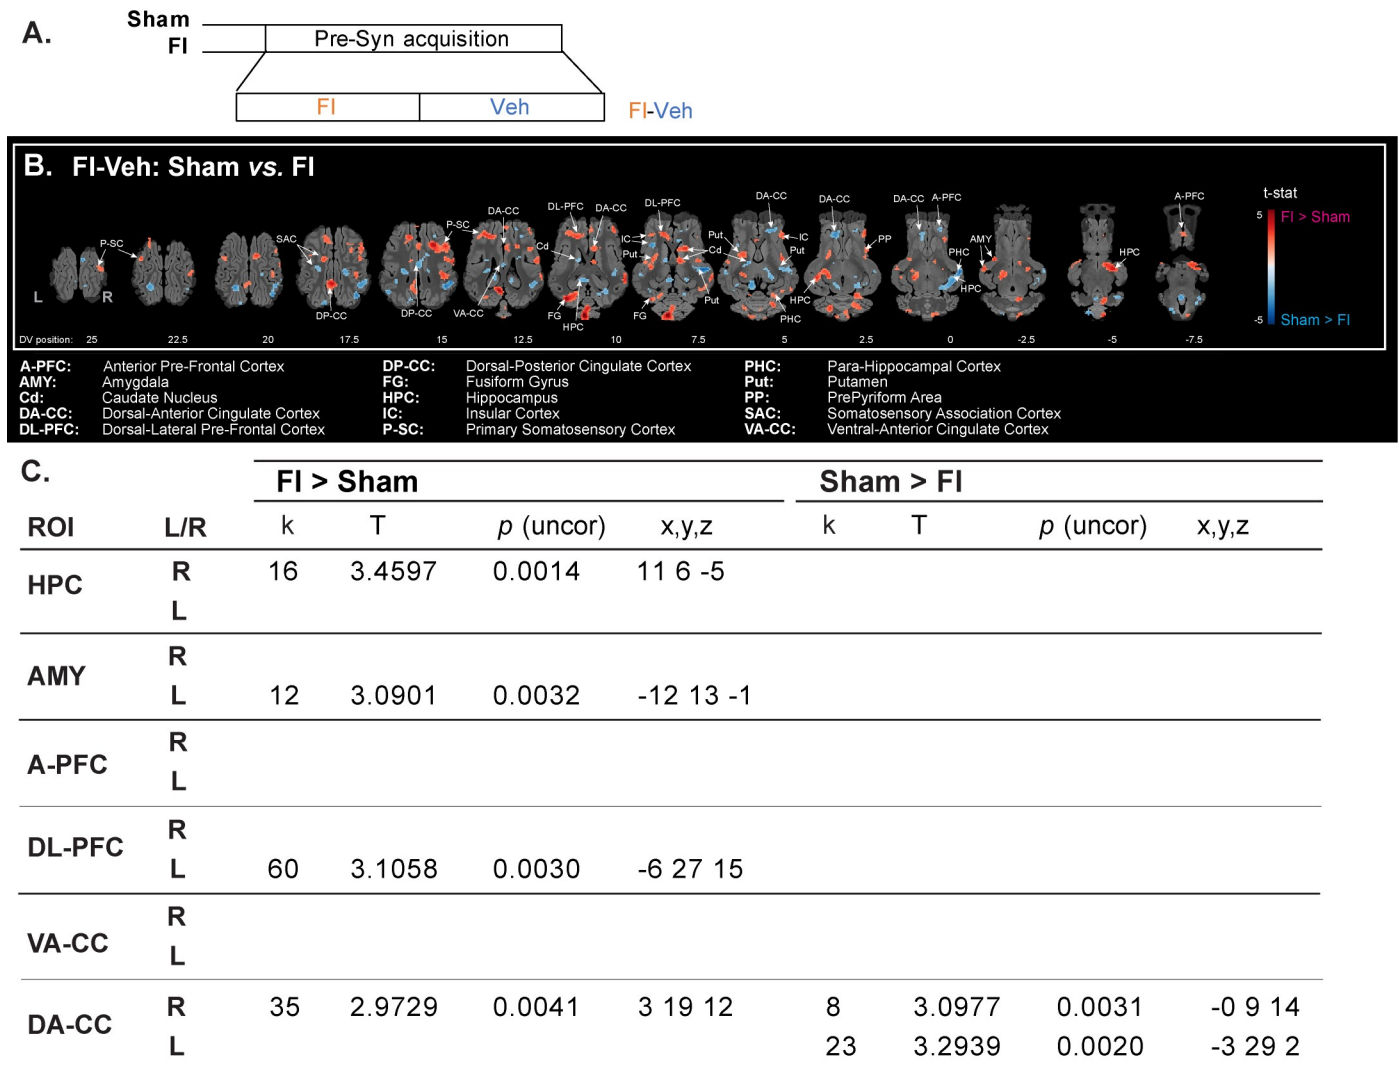 A.
Sham
FI
Pre-Syn acquisition
FI Veh FI-Veh
B. FI-Veh: Sham vs. FI
t-stat
5
FI > Sham
-5
Sham > FI
L R
P-SC
SAC
DP-CC
P-SC
DP-CC
DA-CC
VA-CC
DL-PFC
DA-CC
Cd
FG
HPC
DL-PFC
IC
Put
Cd
FG
Put
DA-CC
Put
IC
Put
PHC
DA-CC
PP
HPC
DA-CC
A-PFC
PHC
HPC
AMY
HPC
A-PFC
DV position: 25 22.5 20 17.5 15 12.5 10 7.5 5 2.5 0 -2.5 -5 -7.5
A-PFC: Anterior Pre-Frontal Cortex DP-CC: Dorsal-Posterior Cingulate Cortex PHC: Para-Hippocampal Cortex
AMY: Amygdala FG: Fusiform Gyrus Put: Putamen
Cd: Caudate Nucleus HPC: Hippocampus PP: PrePyriform Area
DA-CC: Dorsal-Anterior Cingulate Cortex IC: Insular Cortex SAC: Somatosensory Association Cortex
DL-PFC: Dorsal-Lateral Pre-Frontal Cortex P-SC: Primary Somatosensory Cortex VA-CC: Ventral-Anterior Cingulate Cortex
C.
FI > Sham Sham > FI
ROI L/R k T p (uncor) x,y,z k T p (uncor) x,y,z
HPC
R 16 3.4597 0.0014 11 6 -5
L
AMY
R
L 12 3.0901 0.0032 -12 13 -1
A-PFC
R
L
DL-PFC
R
L 60 3.1058 0.0030 -6 27 15
VA-CC
R
L
DA-CC
R 35 2.9729 0.0041 3 19 12 8 3.0977 0.0031 -0 9 14
L 23 3.2939 0.0020 -3 29 2